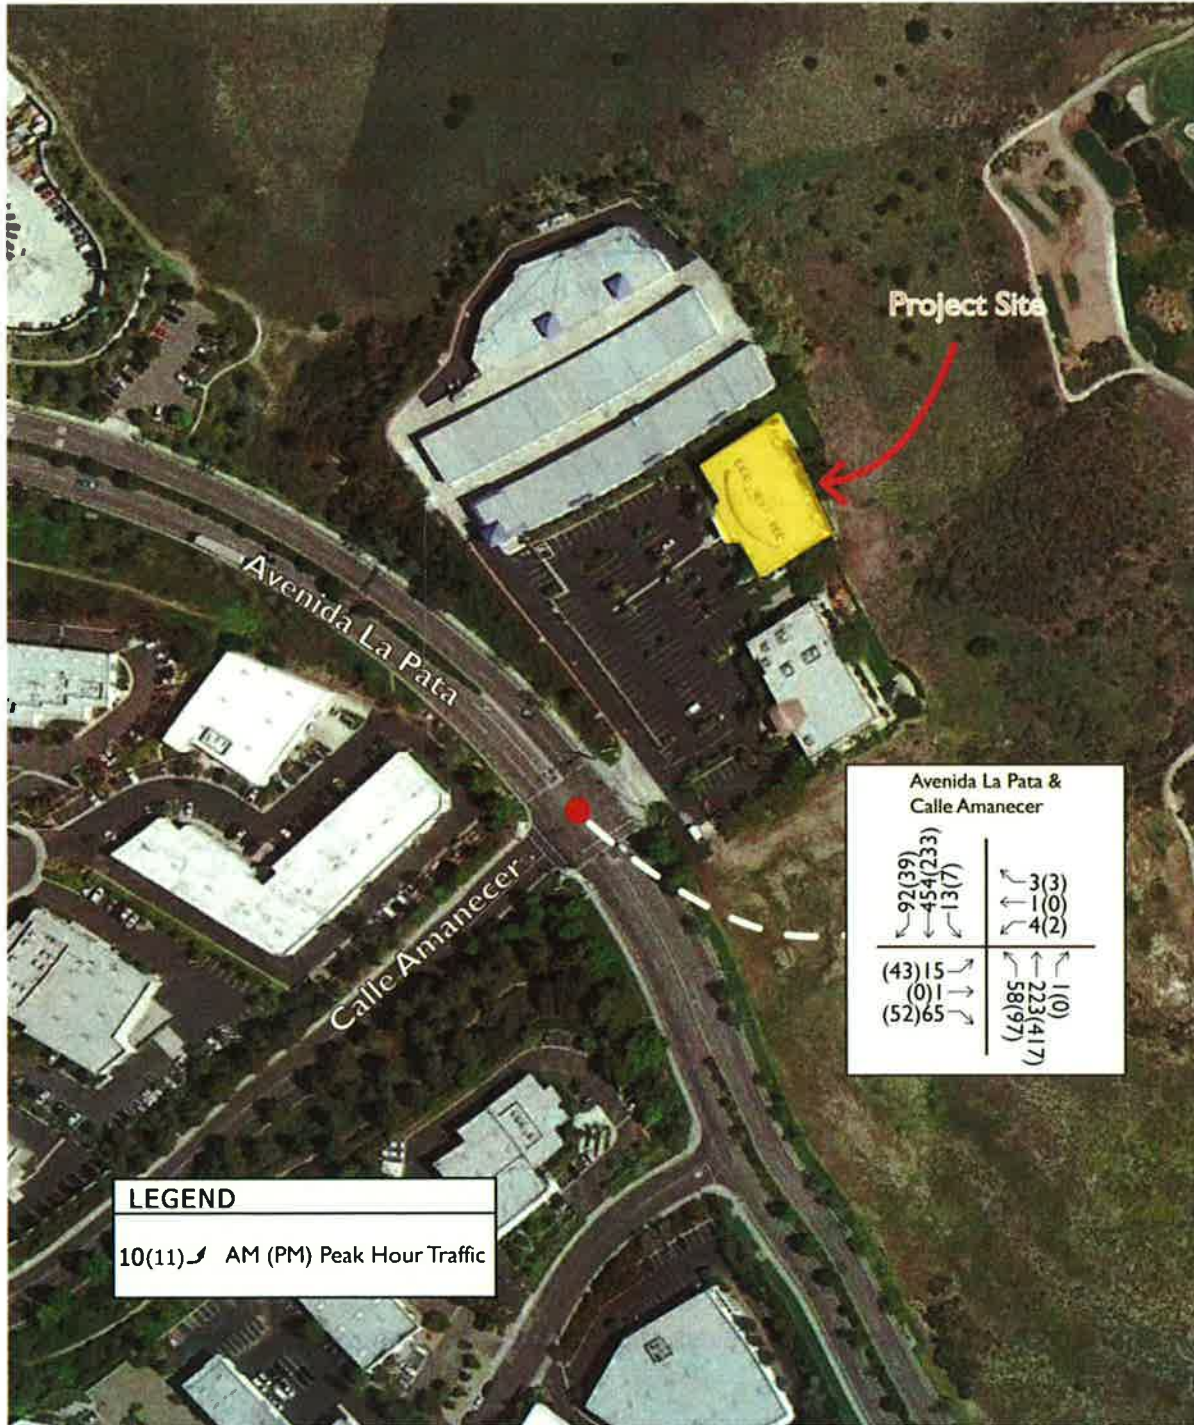 Project Site
Avenida La Pata
Calle Amanecer
Avenida La Pata &
Calle Amanecer
92(39)
454(233)
13(7)
3(3)
1(0)
4(2)
(43)15
(0)1
(52)65
58(97)
223(417)
1(0)
LEGEND
10(11) AM (PM) Peak Hour Traffic